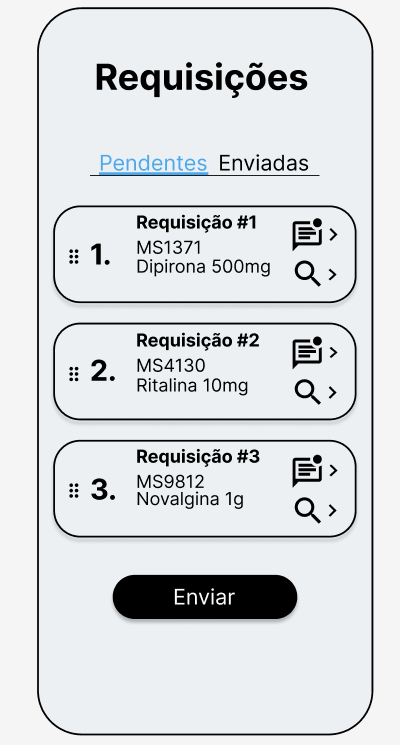 Requisições
Pendentes Enviadas
Requisição #1
1.
MS1371
Dipirona 500mg
Requisição #2
2.
MS4130
Ritalina 10mg
Requisição #3
3.
MS9812
Novalgina 1g
Enviar